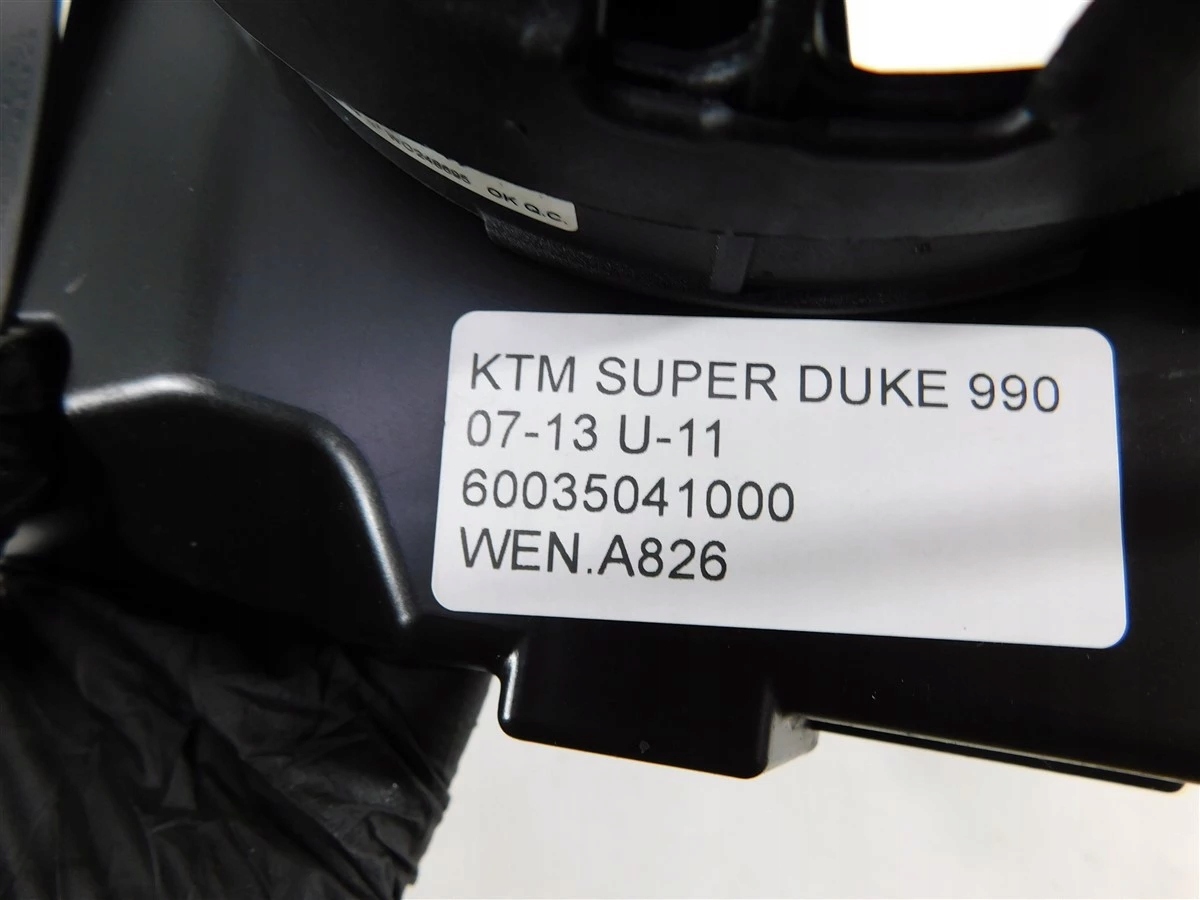 OK Q.C.
KTM SUPER DUKE 990
07-13 U-11
60035041000
WEN.A826